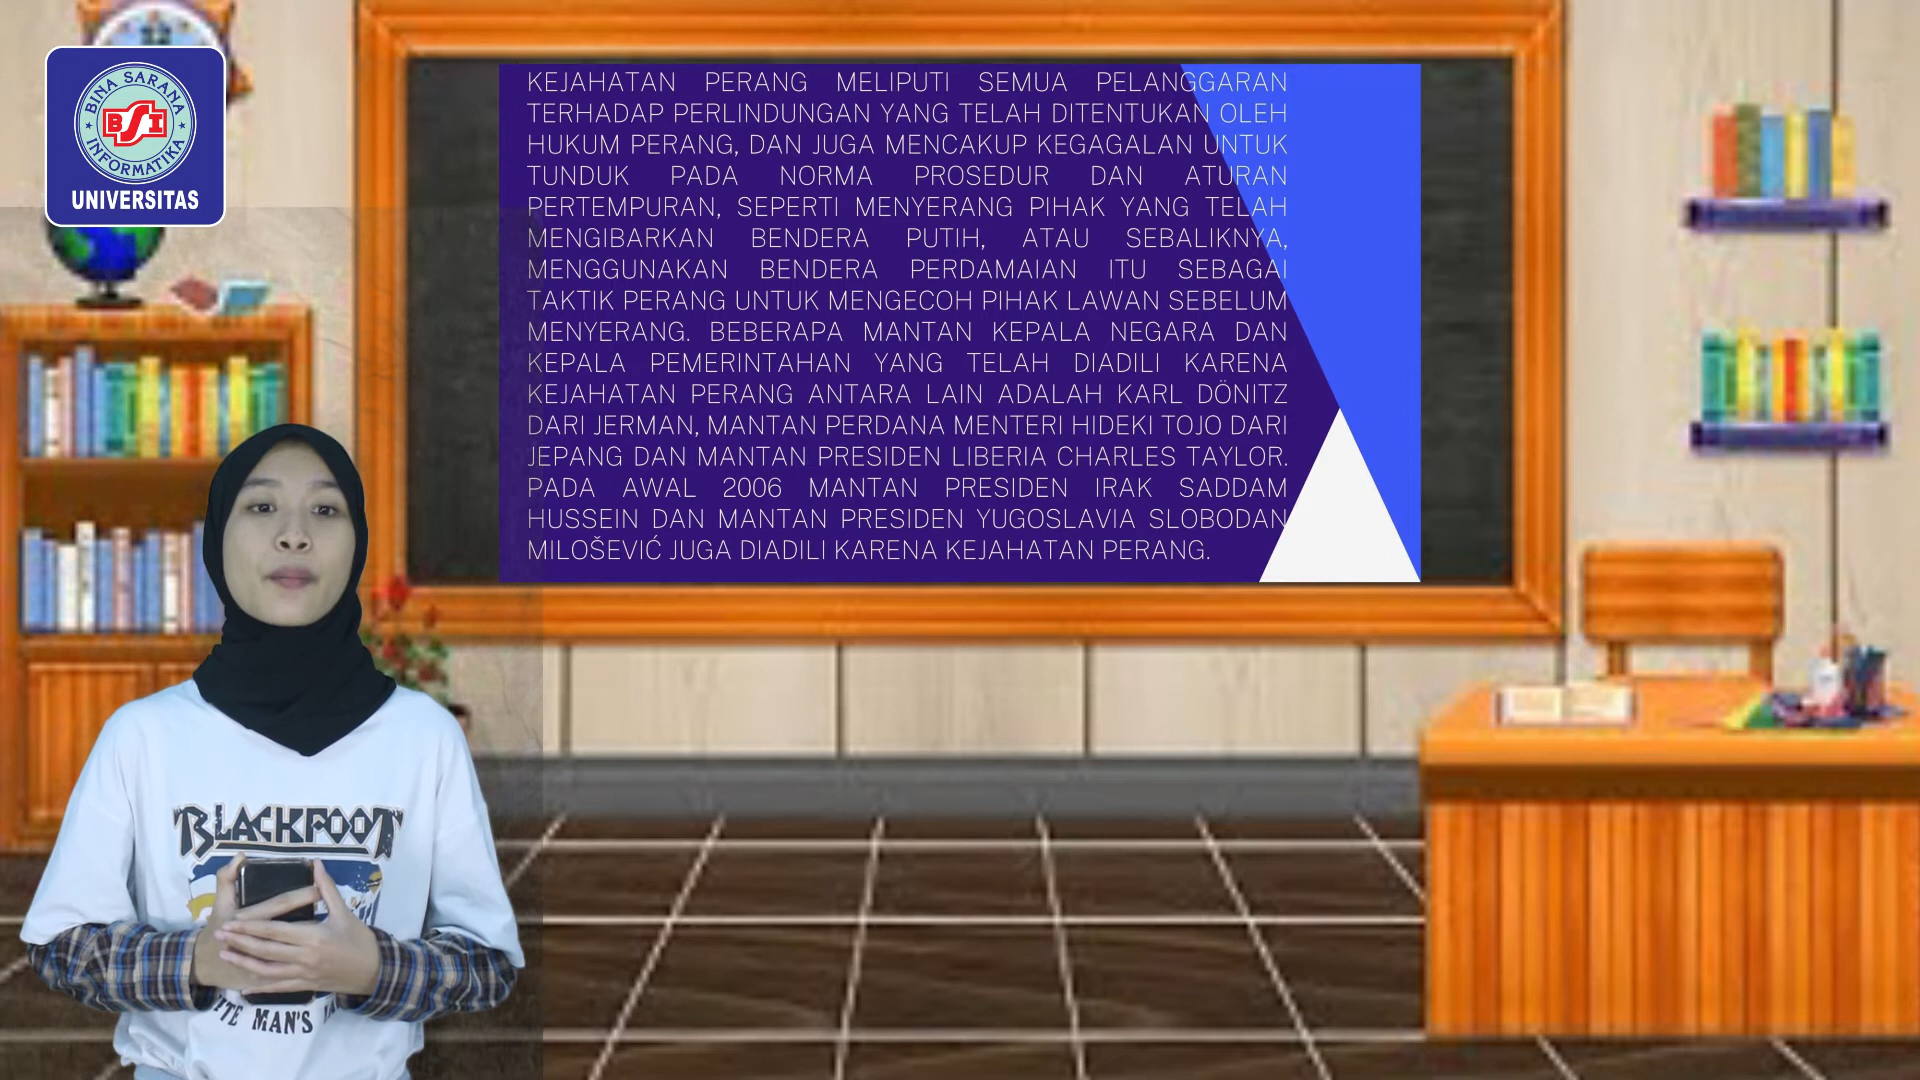 BINA SARANA
BSI
INFORMATIKA
UNIVERSITAS
KEJAHATAN PERANG MELIPUTI SEMUA PELANGGARAN
TERHADAP PERLINDUNGAN YANG TELAH DITENTUKAN OLEH
HUKUM PERANG, DAN JUGA MENCAKUP KEGAGALAN UNTUK
TUNDUK PADA NORMA PROSEDUR DAN ATURAN
PERTEMPURAN, SEPERTI MENYERANG PIHAK YANG TELAH
MENGIBARKAN BENDERA PUTIH, ATAU SEBALIKNYA,
MENGGUNAKAN BENDERA PERDAMAIAN ITU SEBAGAI
TAKTIK PERANG UNTUK MENGECOH PIHAK LAWAN SEBELUM
MENYERANG. BEBERAPA MANTAN KEPALA NEGARA DAN
KEPALA PEMERINTAHAN YANG TELAH DIADILI KARENA
KEJAHATAN PERANG ANTARA LAIN ADALAH KARL DÖNITZ
DARI JERMAN, MANTAN PERDANA MENTERI HIDEKI TOJO DARI
JEPANG DAN MANTAN PRESIDEN LIBERIA CHARLES TAYLOR.
PADA AWAL 2006 MANTAN PRESIDEN IRAK SADDAM
HUSSEIN DAN MANTAN PRESIDEN YUGOSLAVIA SLOBODAN
MILOŠEVIĆ JUGA DIADILI KARENA KEJAHATAN PERANG.
BLACKFOOT
MAN'S